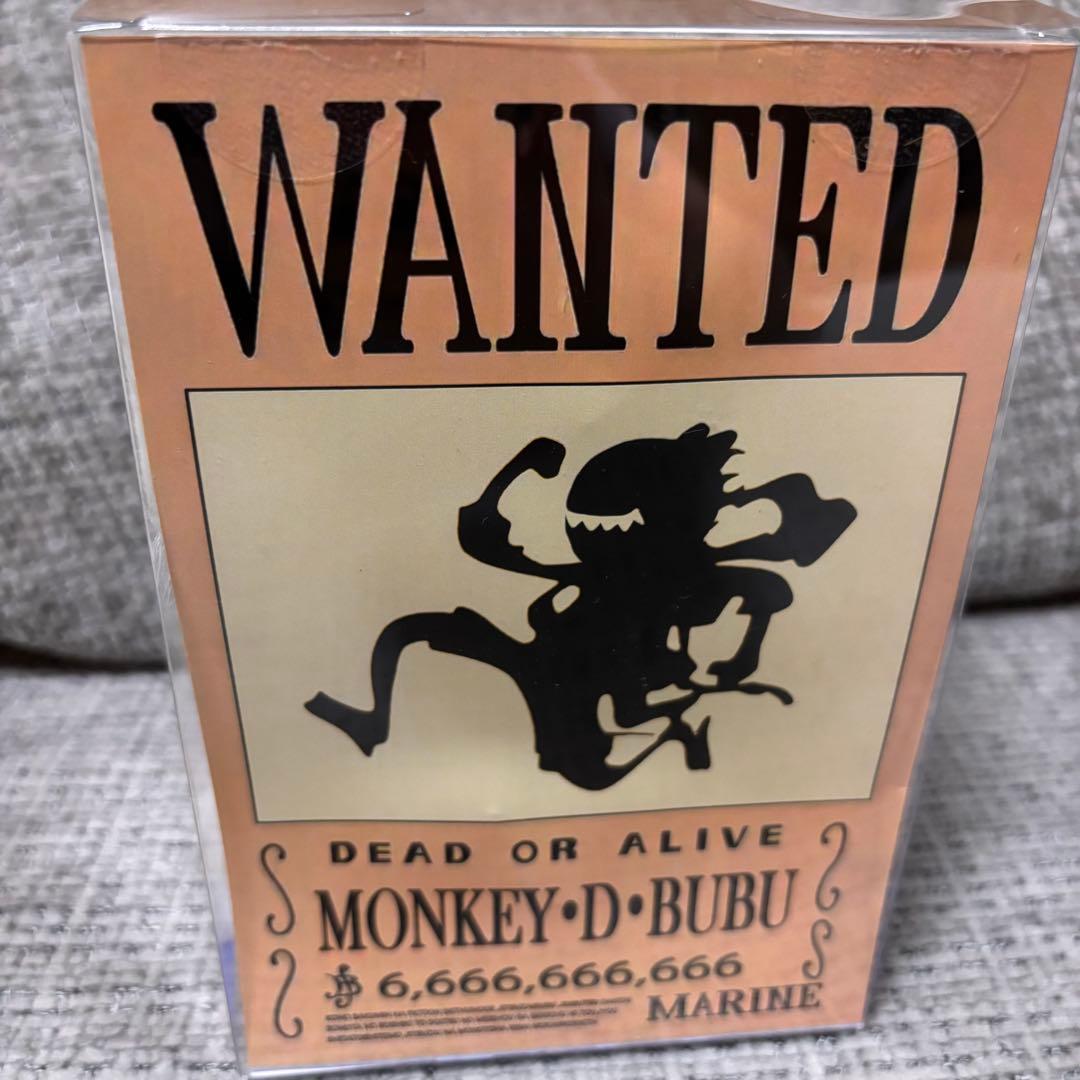 WANTED
DEAD OR ALIVE
MONKEY•D•BUBU
6,666,666,666
MARINE